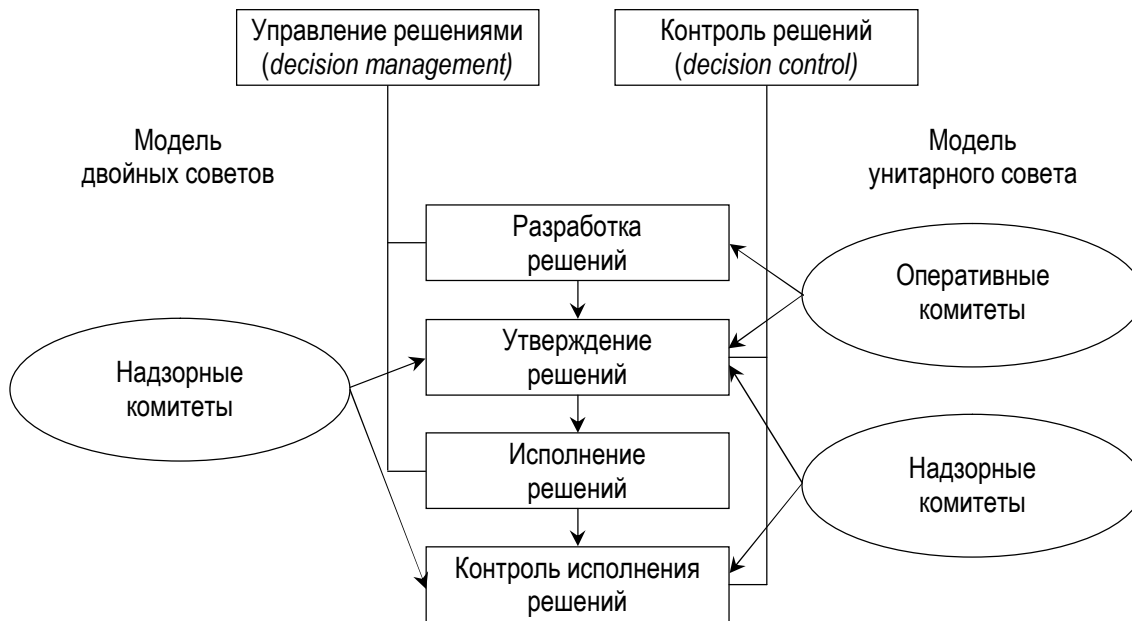 Управление решениями
(decision management)
Контроль решений
(decision control)
Модель
двойных советов
Модель
унитарного совета
Разработка
решений
Оперативные
комитеты
Утверждение
решений
Надзорные
комитеты
Исполнение
решений
Надзорные
комитеты
Контроль исполнения
решений